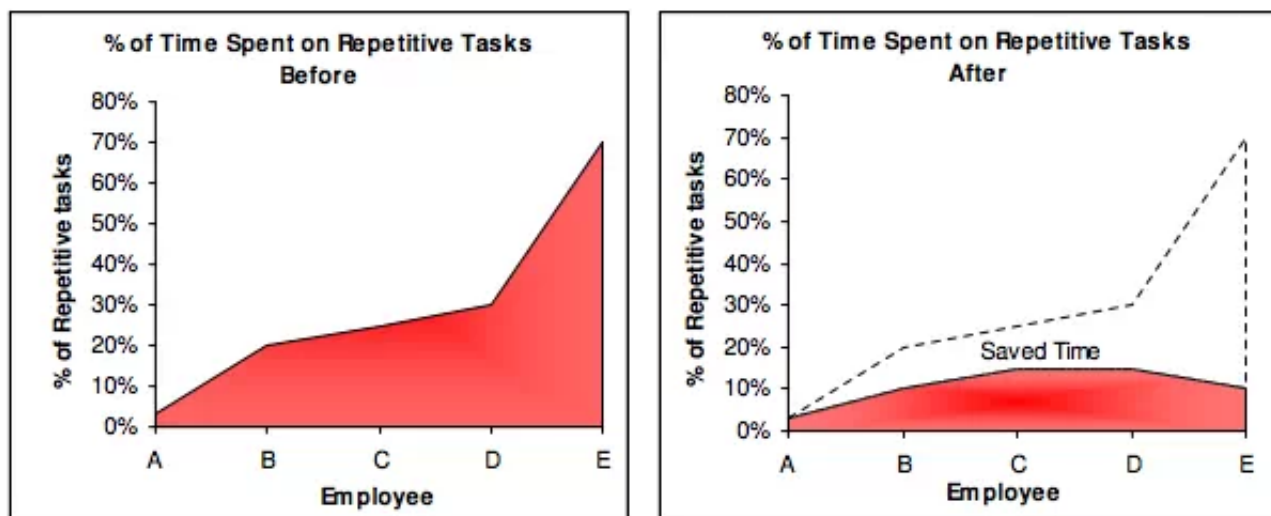 % of Time Spent on Repetitive Tasks
Before
80%
70%
60%
50%
40%
30%
20%
10%
0%
% of Repetitive tasks
A B C D E
Employee
% of Time Spent on Repetitive Tasks
After
80%
70%
60%
50%
40%
30%
20%
10%
0%
% of Repetitive tasks
Saved Time
A B C D E
Employee